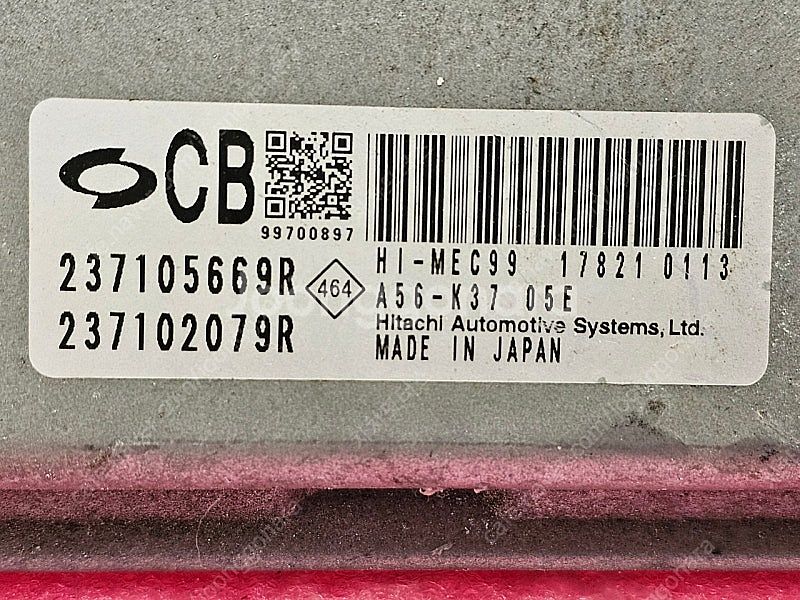 CB
99700897
237105669R
464
237102079R
HI-MEC99 17821 0113
A56-K37 05E
Hitachi Automotive Systems, Ltd.
MADE IN JAPAN